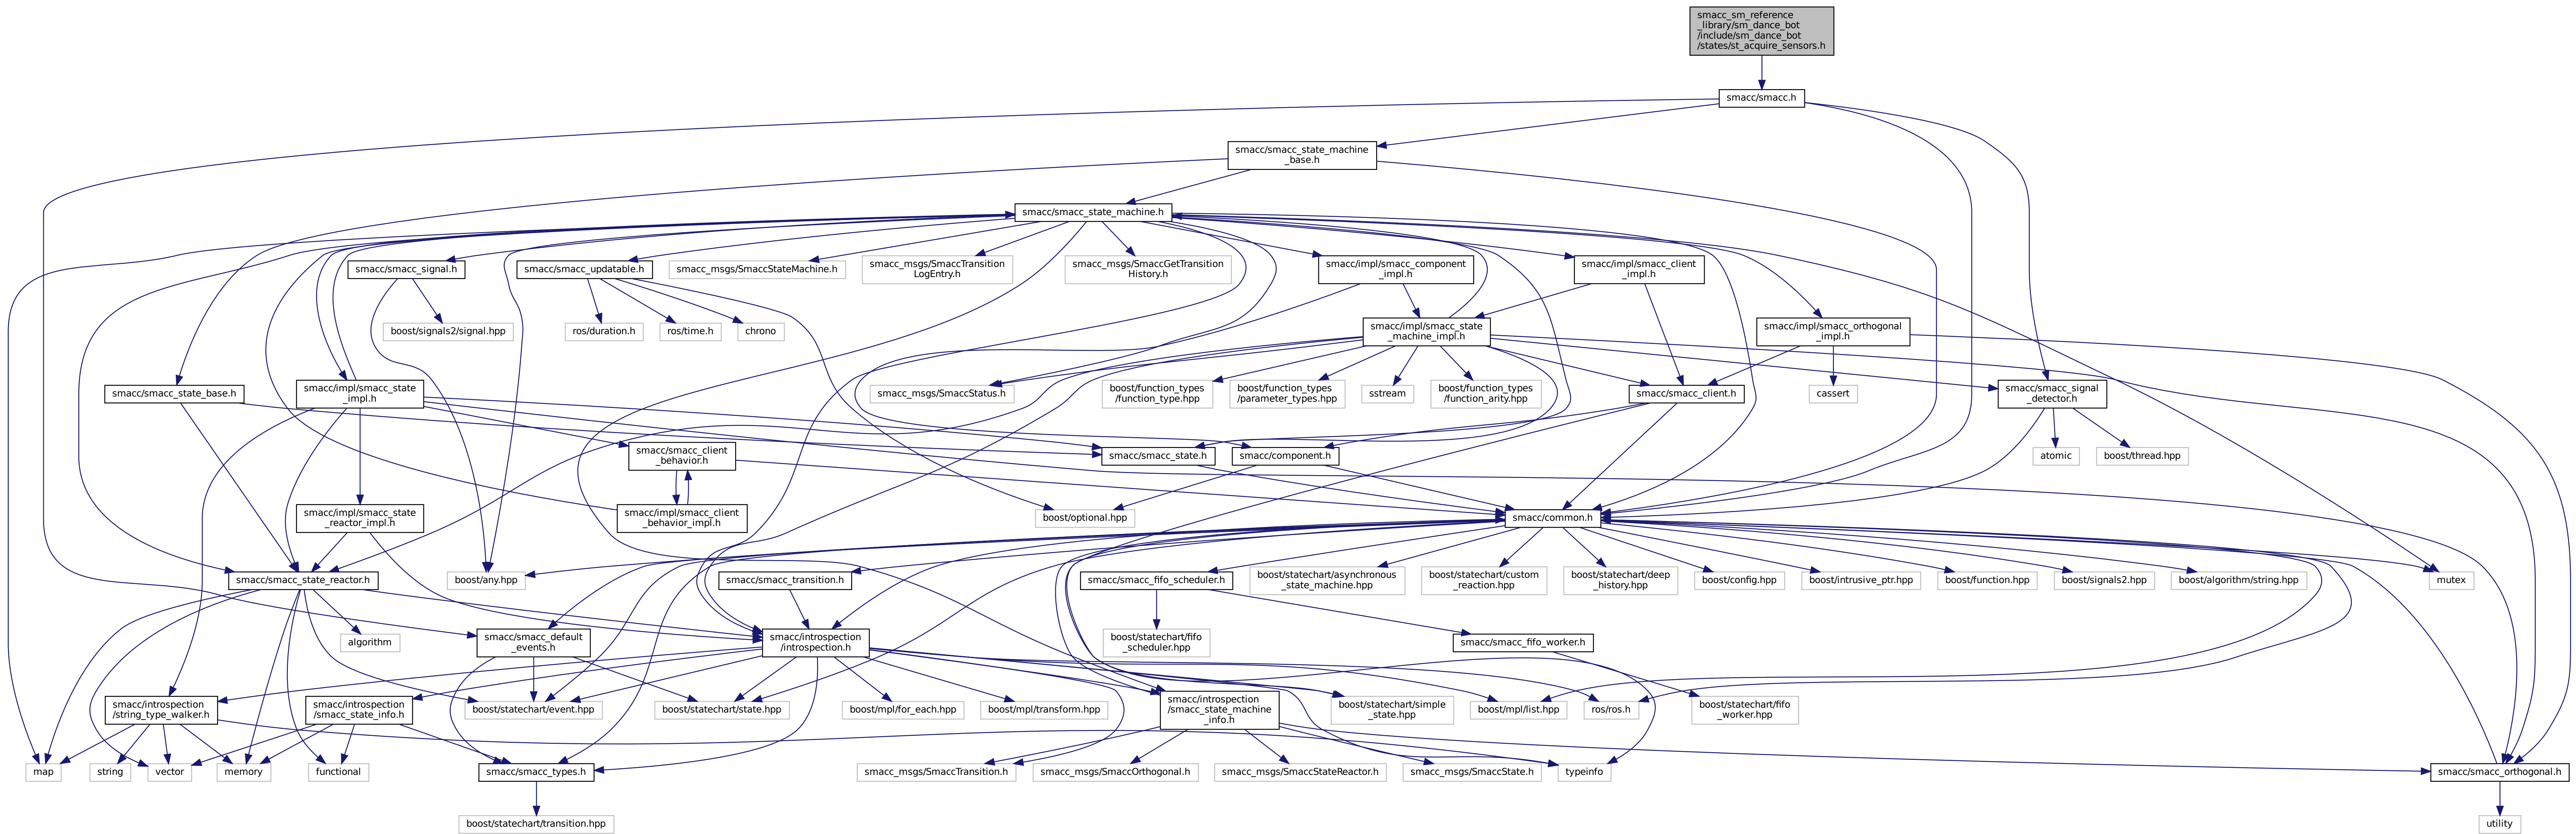 smacc_sm_reference
_library/sm_dance_bot
/include/sm_dance_bot
/states/st_acquire_sensors.h
smacc/smacc.h
smacc/smacc_state_machine
_base.h
smacc/smacc_state_machine.h
smacc/smacc_signal.h
smacc/smacc_updatable.h
smacc_msgs/SmaccStateMachine.h
smacc_msgs/SmaccTransition
LogEntry.h
smacc_msgs/SmaccGetTransition
History.h
smacc/impl/smacc_component
_impl.h
smacc/impl/smacc_client
_impl.h
boost/signals2/signal.hpp
ros/duration.h
ros/time.h
chrono
smacc/impl/smacc_state
_machine_impl.h
smacc/impl/smacc_orthogonal
_impl.h
smacc/smacc_state_base.h
smacc/impl/smacc_state
_impl.h
smacc_msgs/SmaccStatus.h
boost/function_types
/function_type.hpp
boost/function_types
/parameter_types.hpp
sstream
boost/function_types
/function_arity.hpp
smacc/smacc_client.h
cassert
smacc/smacc_signal
_detector.h
smacc/smacc_client
_behavior.h
smacc/smacc_state.h
smacc/component.h
atomic
boost/thread.hpp
smacc/impl/smacc_state
_reactor_impl.h
smacc/impl/smacc_client
_behavior_impl.h
boost/optional.hpp
smacc/common.h
smacc/smacc_state_reactor.h
boost/any.hpp
smacc/smacc_transition.h
smacc/smacc_fifo_scheduler.h
boost/statechart/asynchronous
_state_machine.hpp
boost/statechart/custom
_reaction.hpp
boost/statechart/deep
_history.hpp
boost/config.hpp
boost/intrusive_ptr.hpp
boost/function.hpp
boost/signals2.hpp
boost/algorithm/string.hpp
mutex
algorithm
smacc/smacc_default
_events.h
smacc/introspection
/introspection.h
boost/statechart/fifo
_scheduler.hpp
smacc/smacc_fifo_worker.h
smacc/introspection
/string_type_walker.h
smacc/introspection
/smacc_state_info.h
boost/statechart/event.hpp
boost/statechart/state.hpp
boost/mpl/for_each.hpp
boost/mpl/transform.hpp
smacc/introspection
/smacc_state_machine
_info.h
boost/statechart/simple
_state.hpp
boost/mpl/list.hpp
ros/ros.h
boost/statechart/fifo
_worker.hpp
map
string
vector
memory
functional
smacc/smacc_types.h
smacc_msgs/SmaccTransition.h
smacc_msgs/SmaccOrthogonal.h
smacc_msgs/SmaccStateReactor.h
smacc_msgs/SmaccState.h
typeinfo
smacc/smacc_orthogonal.h
boost/statechart/transition.hpp
utility